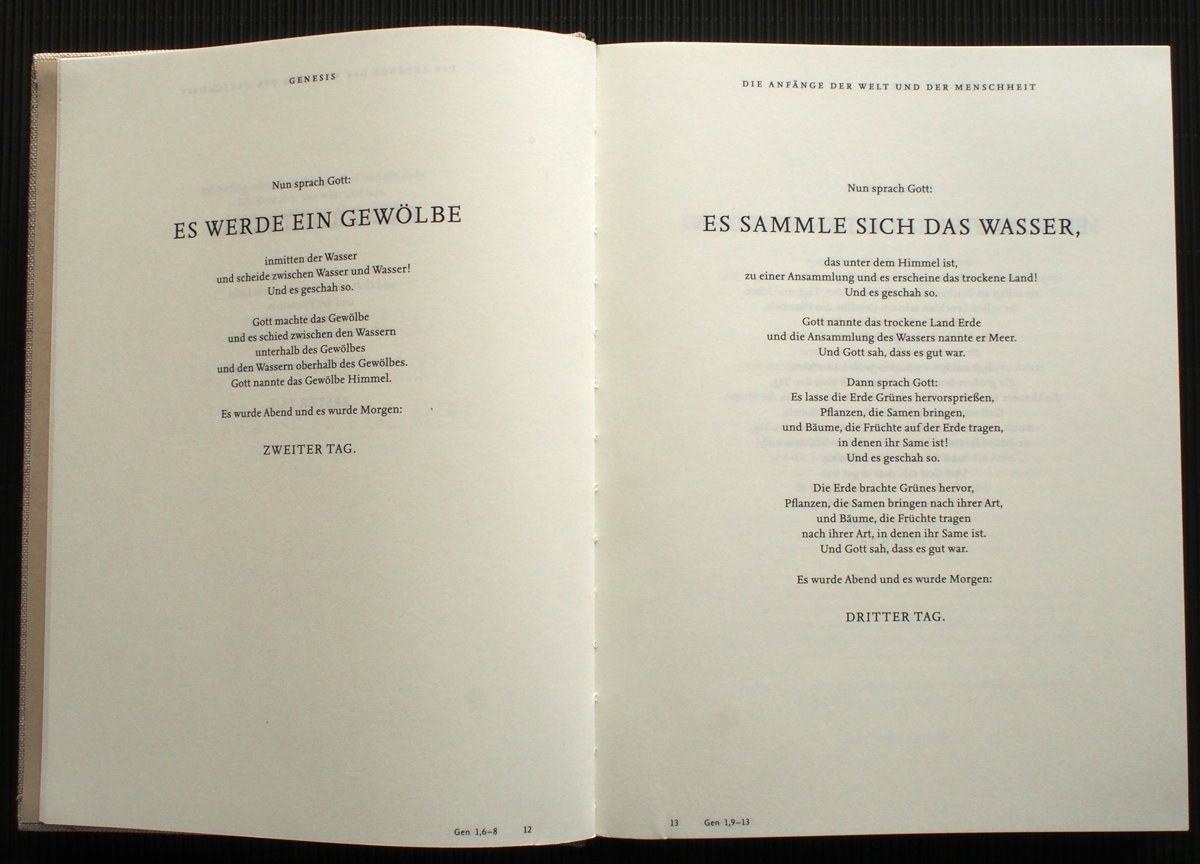 GENESIS
Nun sprach Gott:
ES WERDE EIN GEWÖLBE
inmitten der Wasser
und scheide zwischen Wasser und Wasser!
Und es geschah so.
Gott machte das Gewölbe
und es schied zwischen den Wassern
unterhalb des Gewölbes
und den Wassern oberhalb des Gewölbes.
Gott nannte das Gewölbe Himmel.
Es wurde Abend und es wurde Morgen:
ZWEITER TAG.
Gen 1,6–8 12
DIE ANFÄNGE DER WELT UND DER MENSCHHEIT
Nun sprach Gott:
ES SAMMLE SICH DAS WASSER,
das unter dem Himmel ist,
zu einer Ansammlung und es erscheine das trockene Land!
Und es geschah so.
Gott nannte das trockene Land Erde
und die Ansammlung des Wassers nannte er Meer.
Und Gott sah, dass es gut war.
Dann sprach Gott:
Es lasse die Erde Grünes hervorsprießen,
Pflanzen, die Samen bringen,
und Bäume, die Früchte auf der Erde tragen,
in denen ihr Same ist!
Und es geschah so.
Die Erde brachte Grünes hervor,
Pflanzen, die Samen bringen nach ihrer Art,
und Bäume, die Früchte tragen
nach ihrer Art, in denen ihr Same ist.
Und Gott sah, dass es gut war.
Es wurde Abend und es wurde Morgen:
DRITTER TAG.
13 Gen 1,9–13